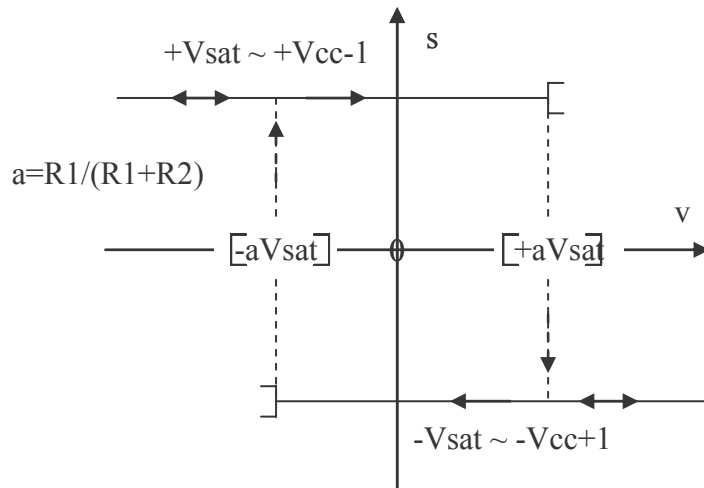 s
+Vsat ~ +Vcc-1
a=R1/(R1+R2)
v
[-aVsat]
0
[+aVsat]
-Vsat ~ -Vcc+1